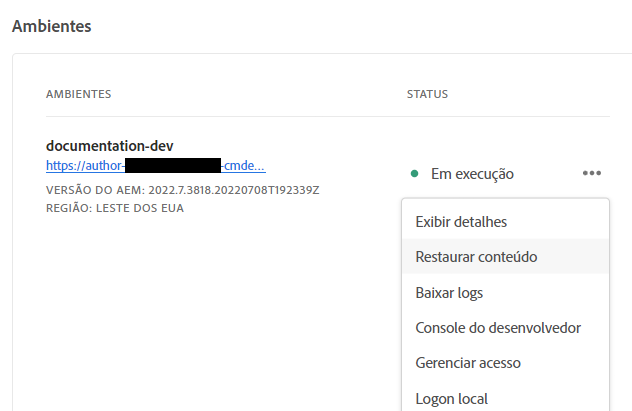 Ambientes
AMBIENTES STATUS
documentation-dev
https://author- -cmde...
Em execução
VERSÃO DO AEM: 2022.7.3818.20220708T192339Z
REGIÃO: LESTE DOS EUA
Exibir detalhes
Restaurar conteúdo
Baixar logs
Console do desenvolvedor
Gerenciar acesso
Logon local